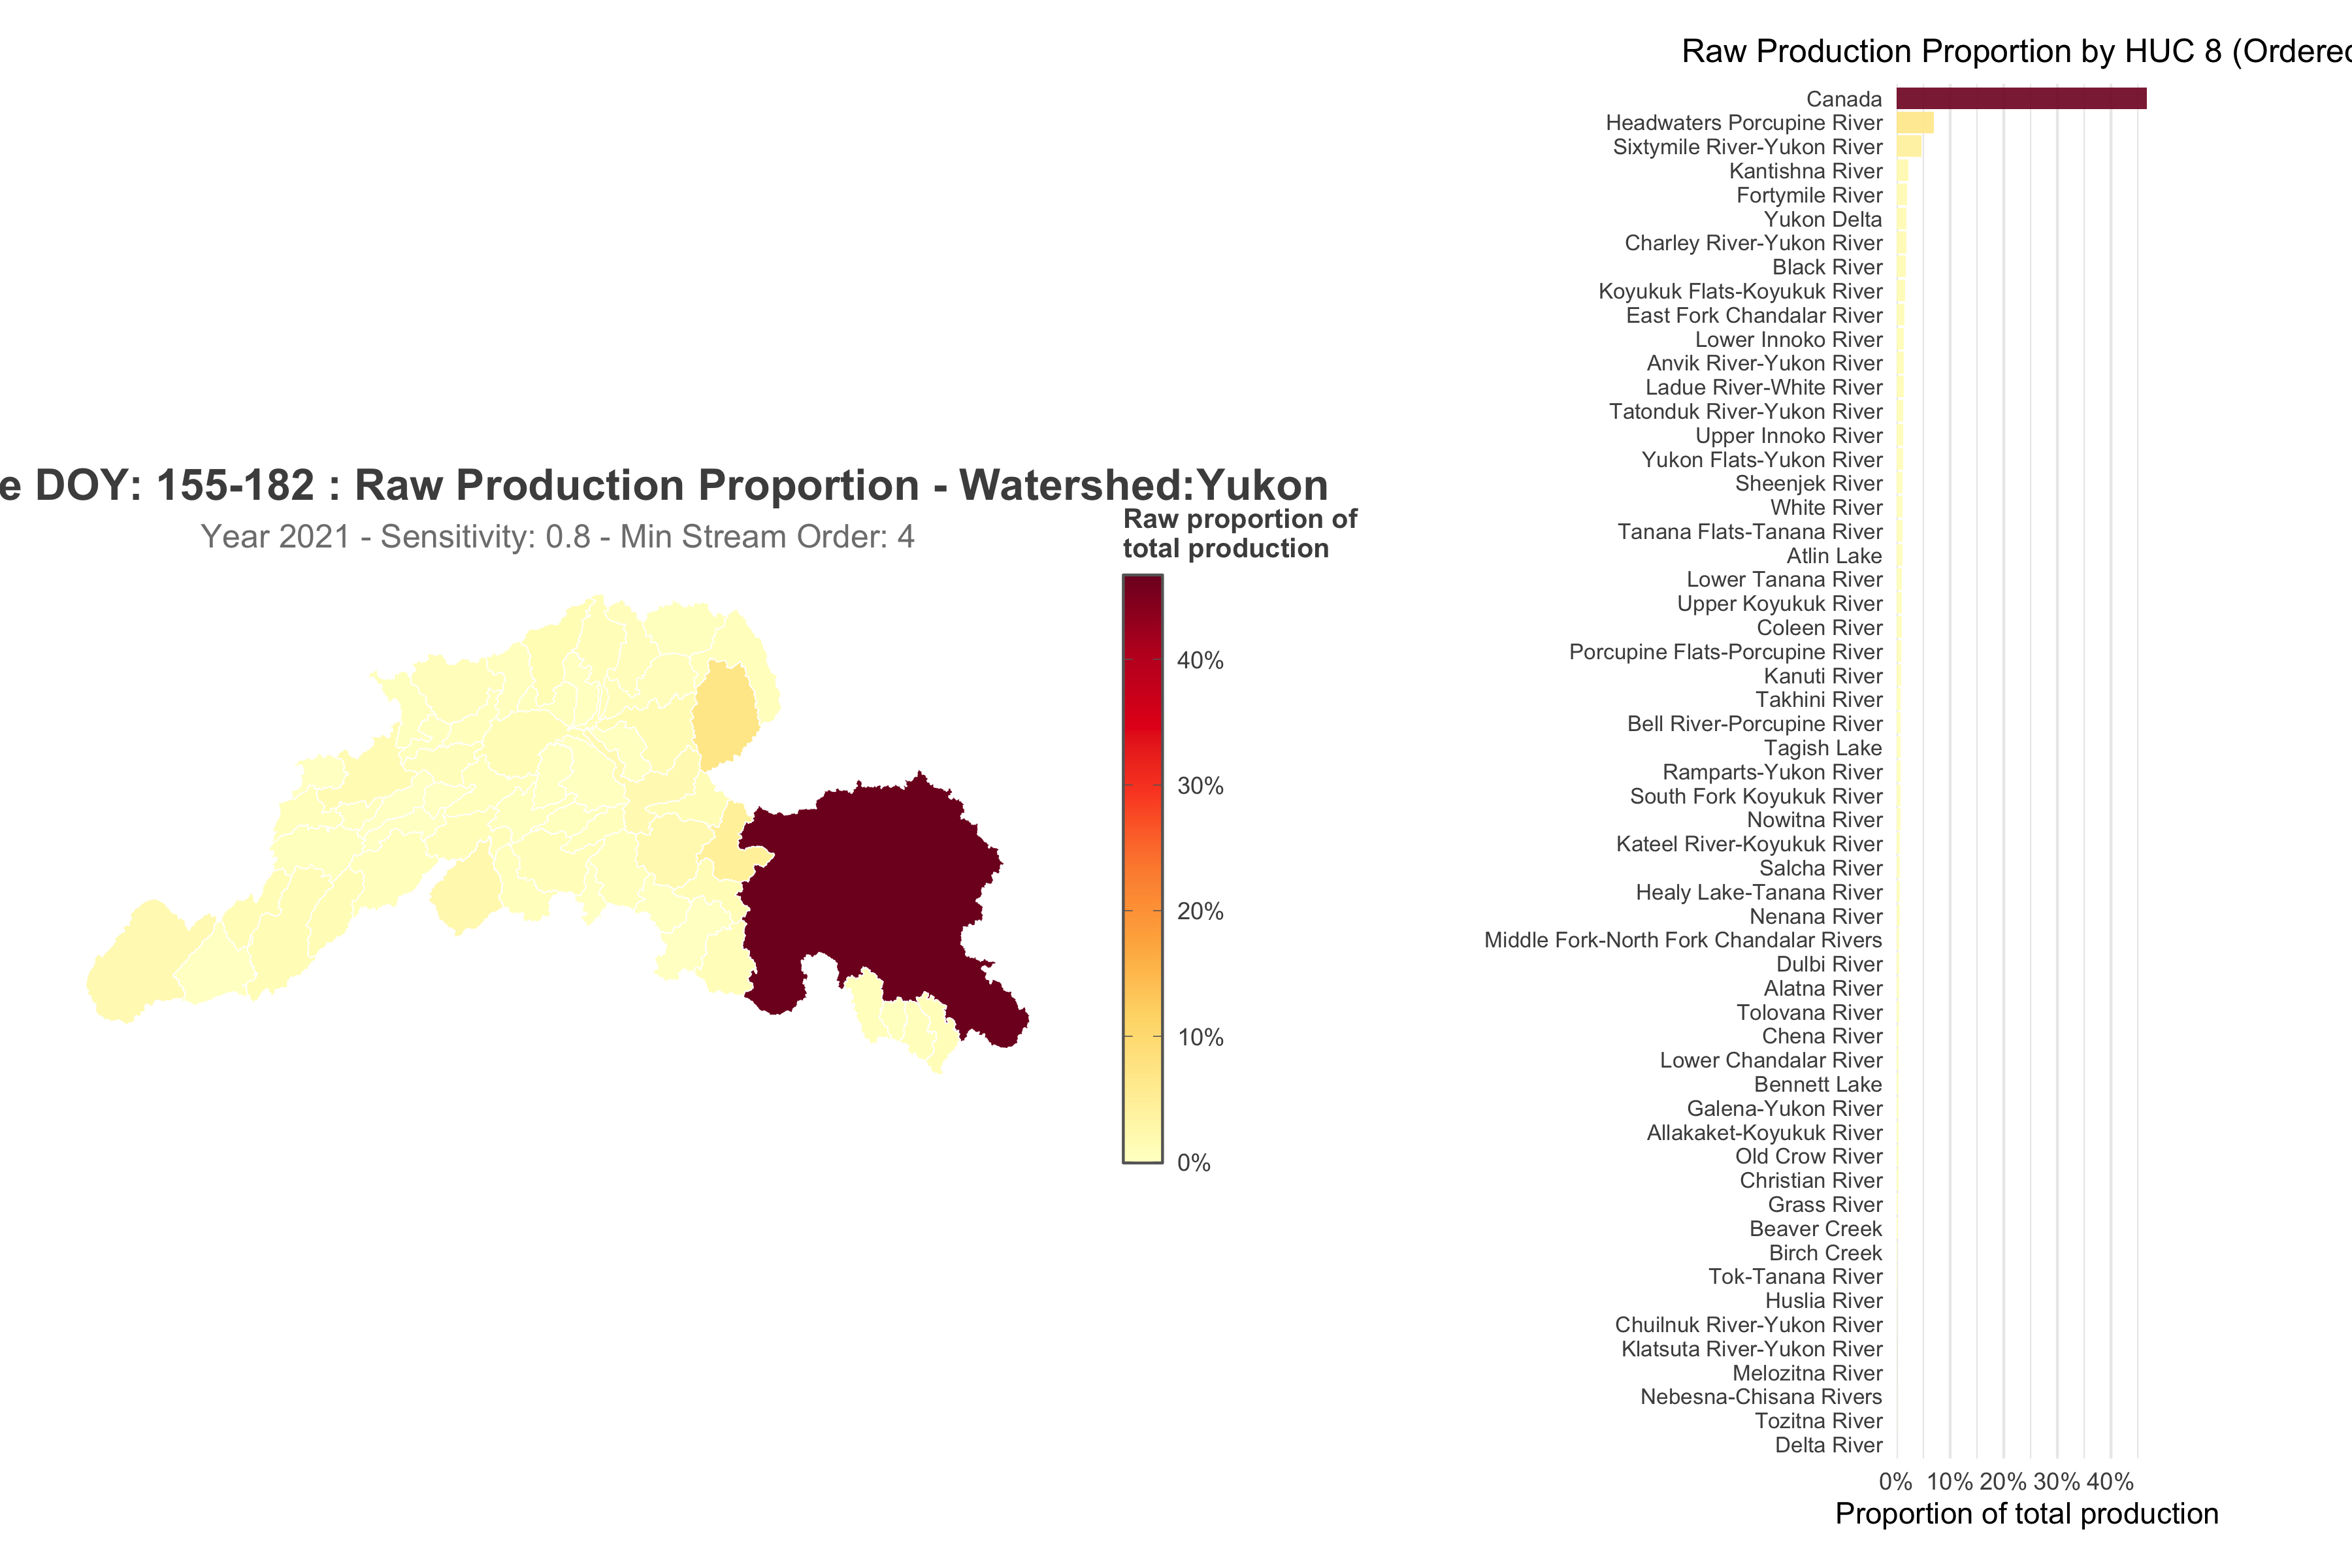 e DOY: 155-182 : Raw Production Proportion - Watershed:Yukon
Year 2021 - Sensitivity: 0.8 - Min Stream Order: 4
Raw proportion of
total production
40%
30%
20%
10%
0%
Raw Production Proportion by HUC 8 (Ordered
Canada
Headwaters Porcupine River
Sixtymile River-Yukon River
Kantishna River
Fortymile River
Yukon Delta
Charley River-Yukon River
Black River
Koyukuk Flats-Koyukuk River
East Fork Chandalar River
Lower Innoko River
Anvik River-Yukon River
Ladue River-White River
Tatonduk River-Yukon River
Upper Innoko River
Yukon Flats-Yukon River
Sheenjek River
White River
Tanana Flats-Tanana River
Atlin Lake
Lower Tanana River
Upper Koyukuk River
Coleen River
Porcupine Flats-Porcupine River
Kanuti River
Takhini River
Bell River-Porcupine River
Tagish Lake
Ramparts-Yukon River
South Fork Koyukuk River
Nowitna River
Kateel River-Koyukuk River
Salcha River
Healy Lake-Tanana River
Nenana River
Middle Fork-North Fork Chandalar Rivers
Dulbi River
Alatna River
Tolovana River
Chena River
Lower Chandalar River
Bennett Lake
Galena-Yukon River
Allakaket-Koyukuk River
Old Crow River
Christian River
Grass River
Beaver Creek
Birch Creek
Tok-Tanana River
Huslia River
Chuilnuk River-Yukon River
Klatsuta River-Yukon River
Melozitna River
Nebesna-Chisana Rivers
Tozitna River
Delta River
0% 10% 20% 30% 40%
Proportion of total production